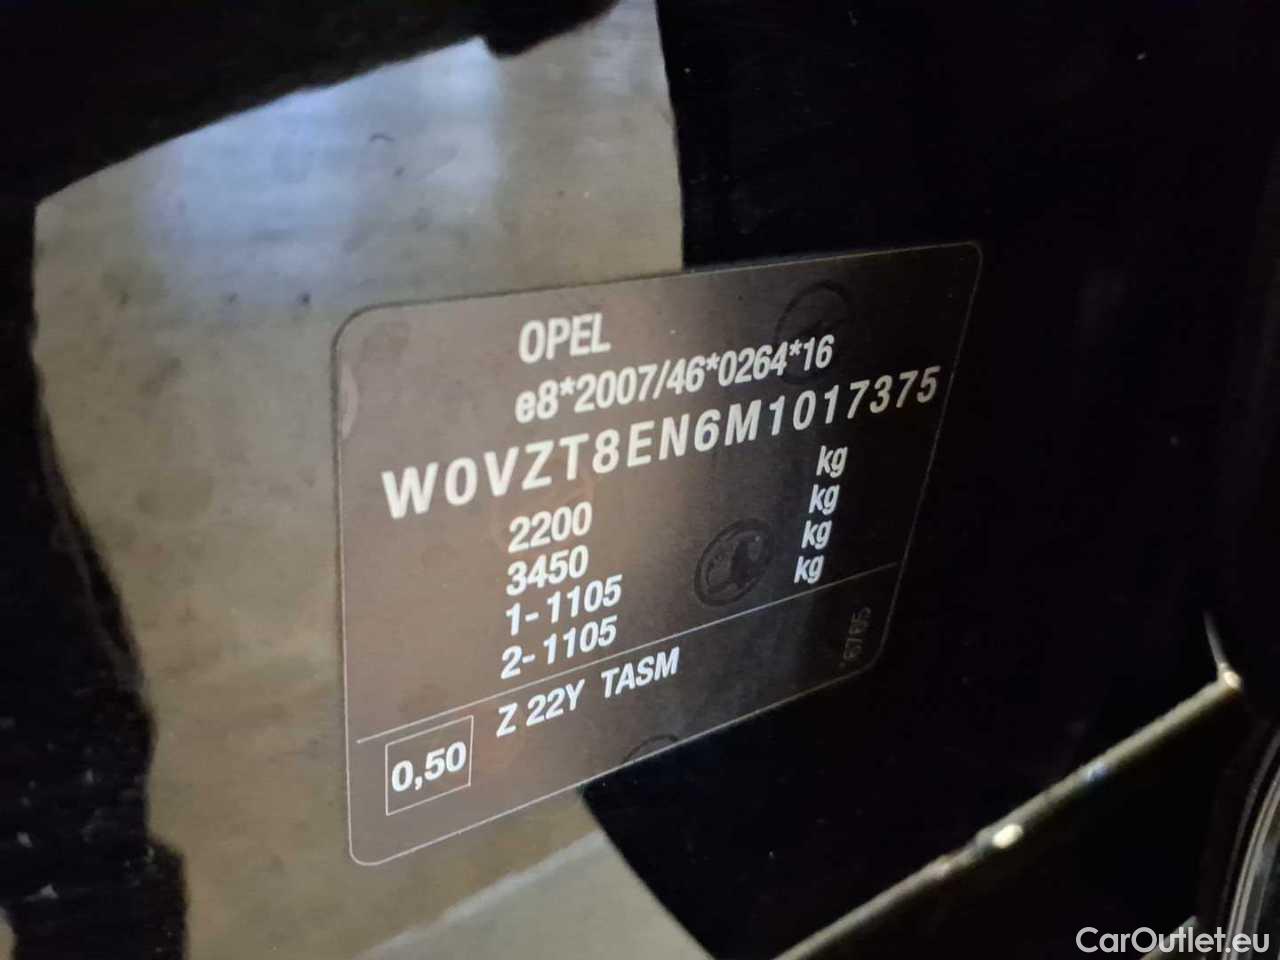 OPEL
e8*2007/46*0264*16
W0VZT8EN6M1017375
2200 kg
3450 kg
1-1105 kg
2-1105 kg
Z 22Y TASM
0,50
CarOutlet.eu